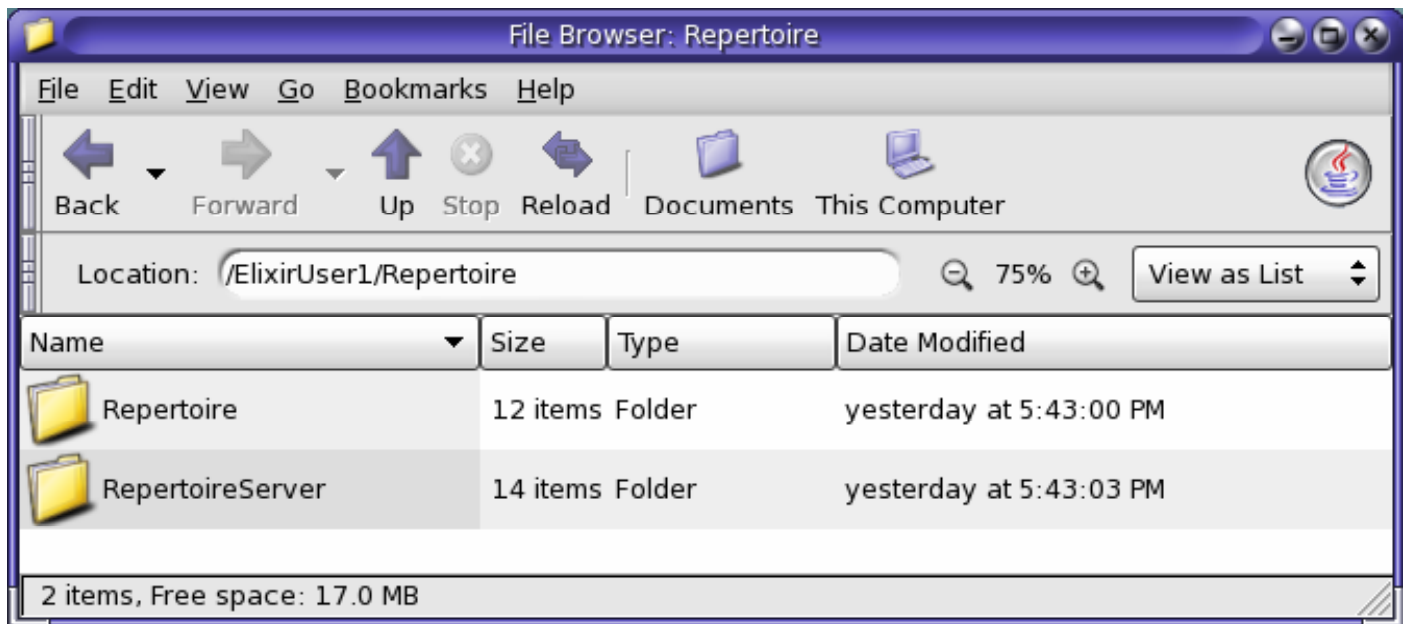 File Browser: Repertoire
File Edit View Go Bookmarks Help
Back Forward Up Stop Reload Documents This Computer
Location: /ElixirUser1/Repertoire 75% View as List
Name Size Type Date Modified
Repertoire 12 items Folder yesterday at 5:43:00 PM
RepertoireServer 14 items Folder yesterday at 5:43:03 PM
2 items, Free space: 17.0 MB